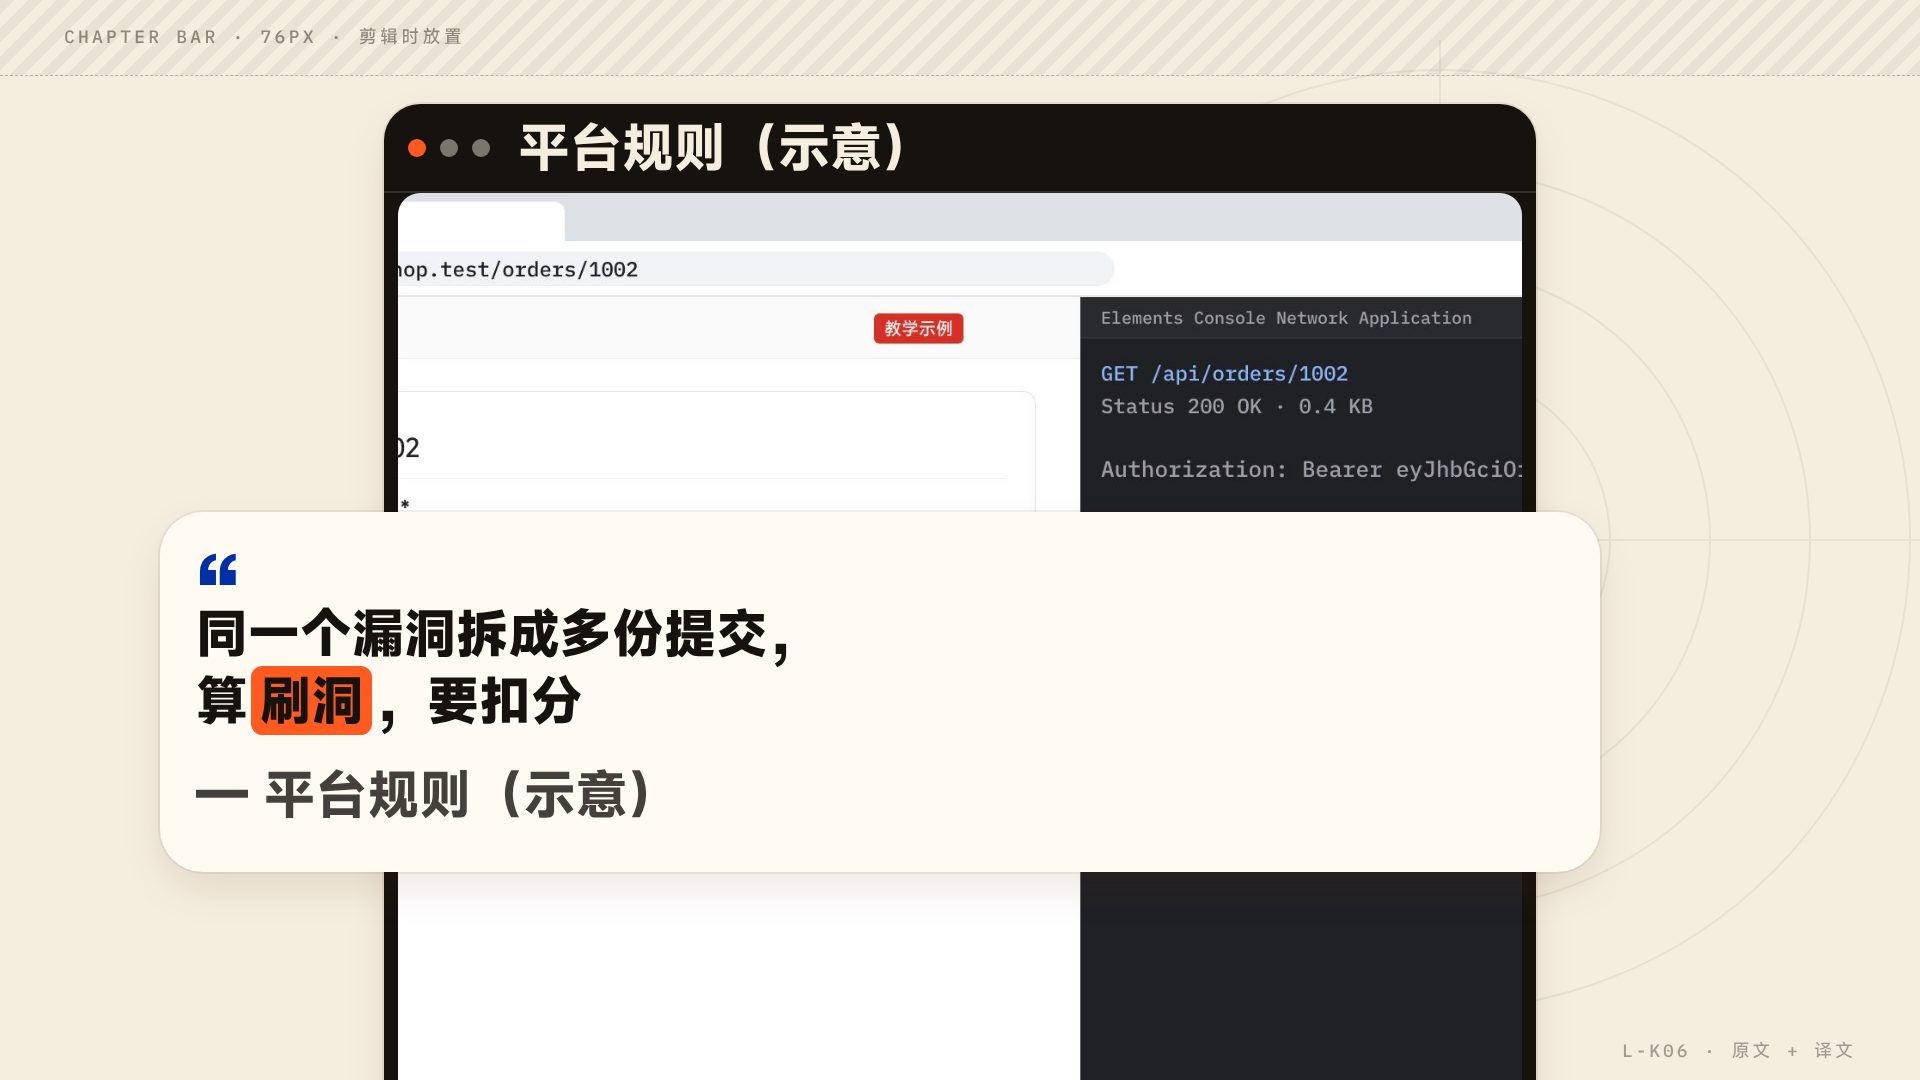 CHAPTER BAR · 76PX · 剪辑时放置
平台规则（示意）
hop.test/orders/1002
教学示例
Elements Console Network Application
GET /api/orders/1002
Status 200 OK · 0.4 KB
02
Authorization: Bearer eyJhbGciOi
*
“
同一个漏洞拆成多份提交，
算刷洞，要扣分
— 平台规则（示意）
L-K06 · 原文 + 译文